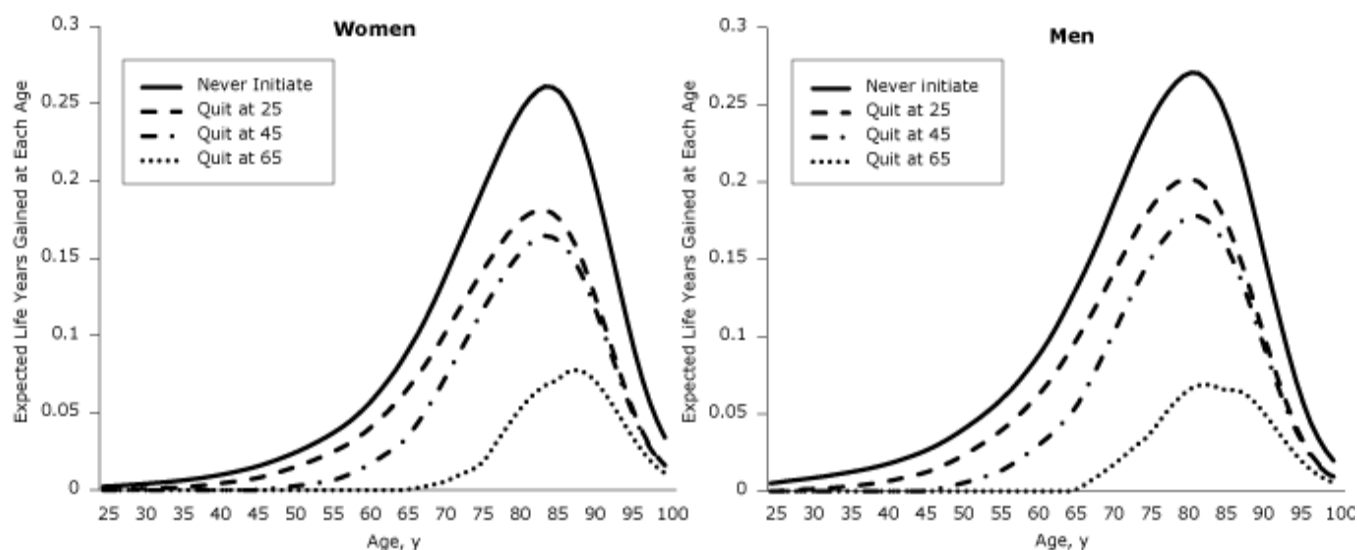 Women
Expected Life Years Gained at Each Age
0.3
0.25
0.2
0.15
0.1
0.05
0
Never Initiate
Quit at 25
Quit at 45
Quit at 65
25 30 35 40 45 50 55 60 65 70 75 80 85 90 95 100
Age, y
Men
Expected Life Years Gained at Each Age
0.3
0.25
0.2
0.15
0.1
0.05
0
Never initiate
Quit at 25
Quit at 45
Quit at 65
25 30 35 40 45 50 55 60 65 70 75 80 85 90 95 100
Age, y